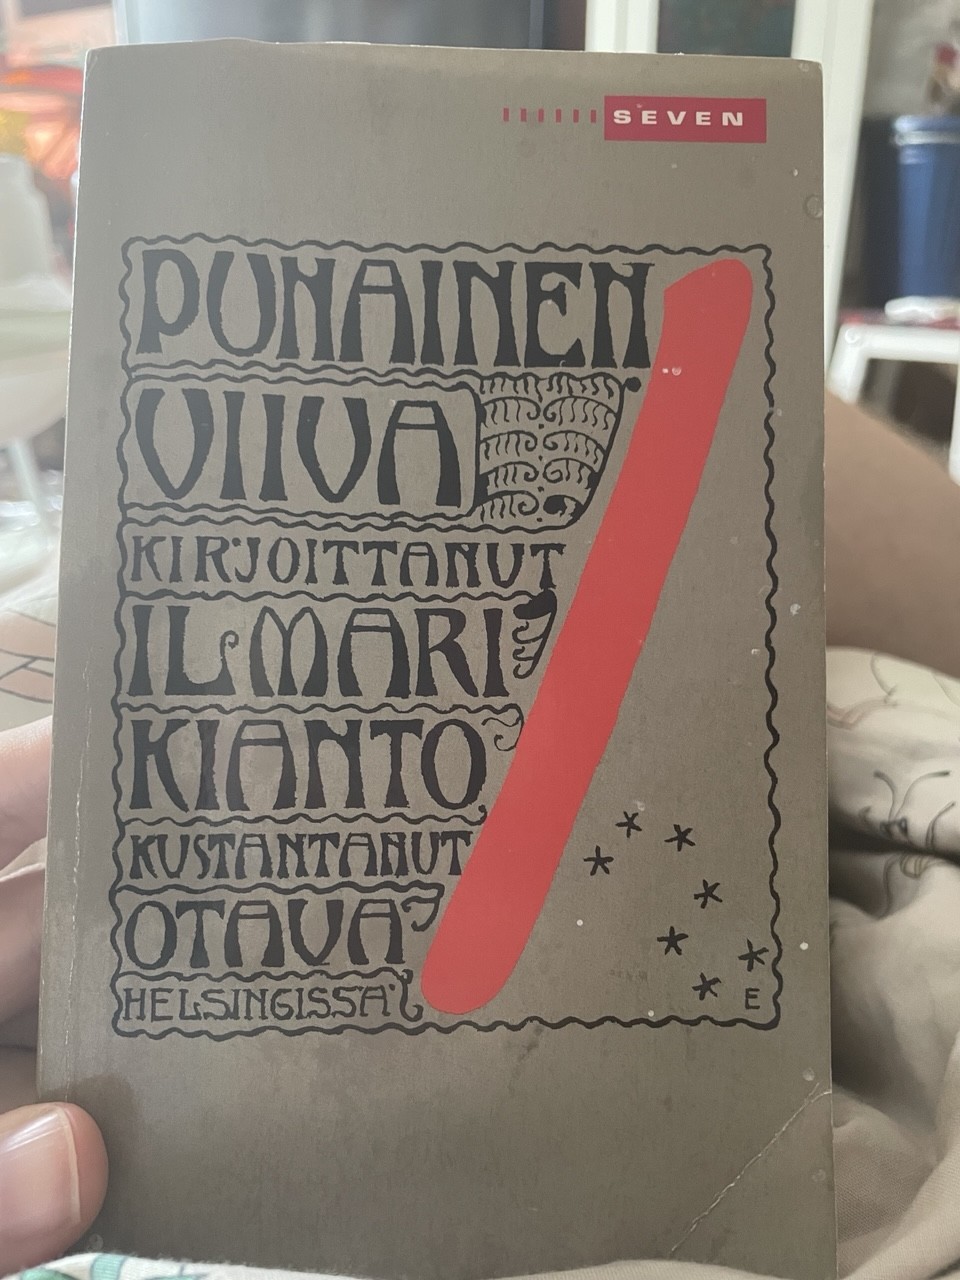 SEVEN
PUNAINEN
VIIVA
KIRJOITTANUT
ILMARI
KIANTO
KUSTANTANUT
OTAVA
HELSINGISSÄ
E